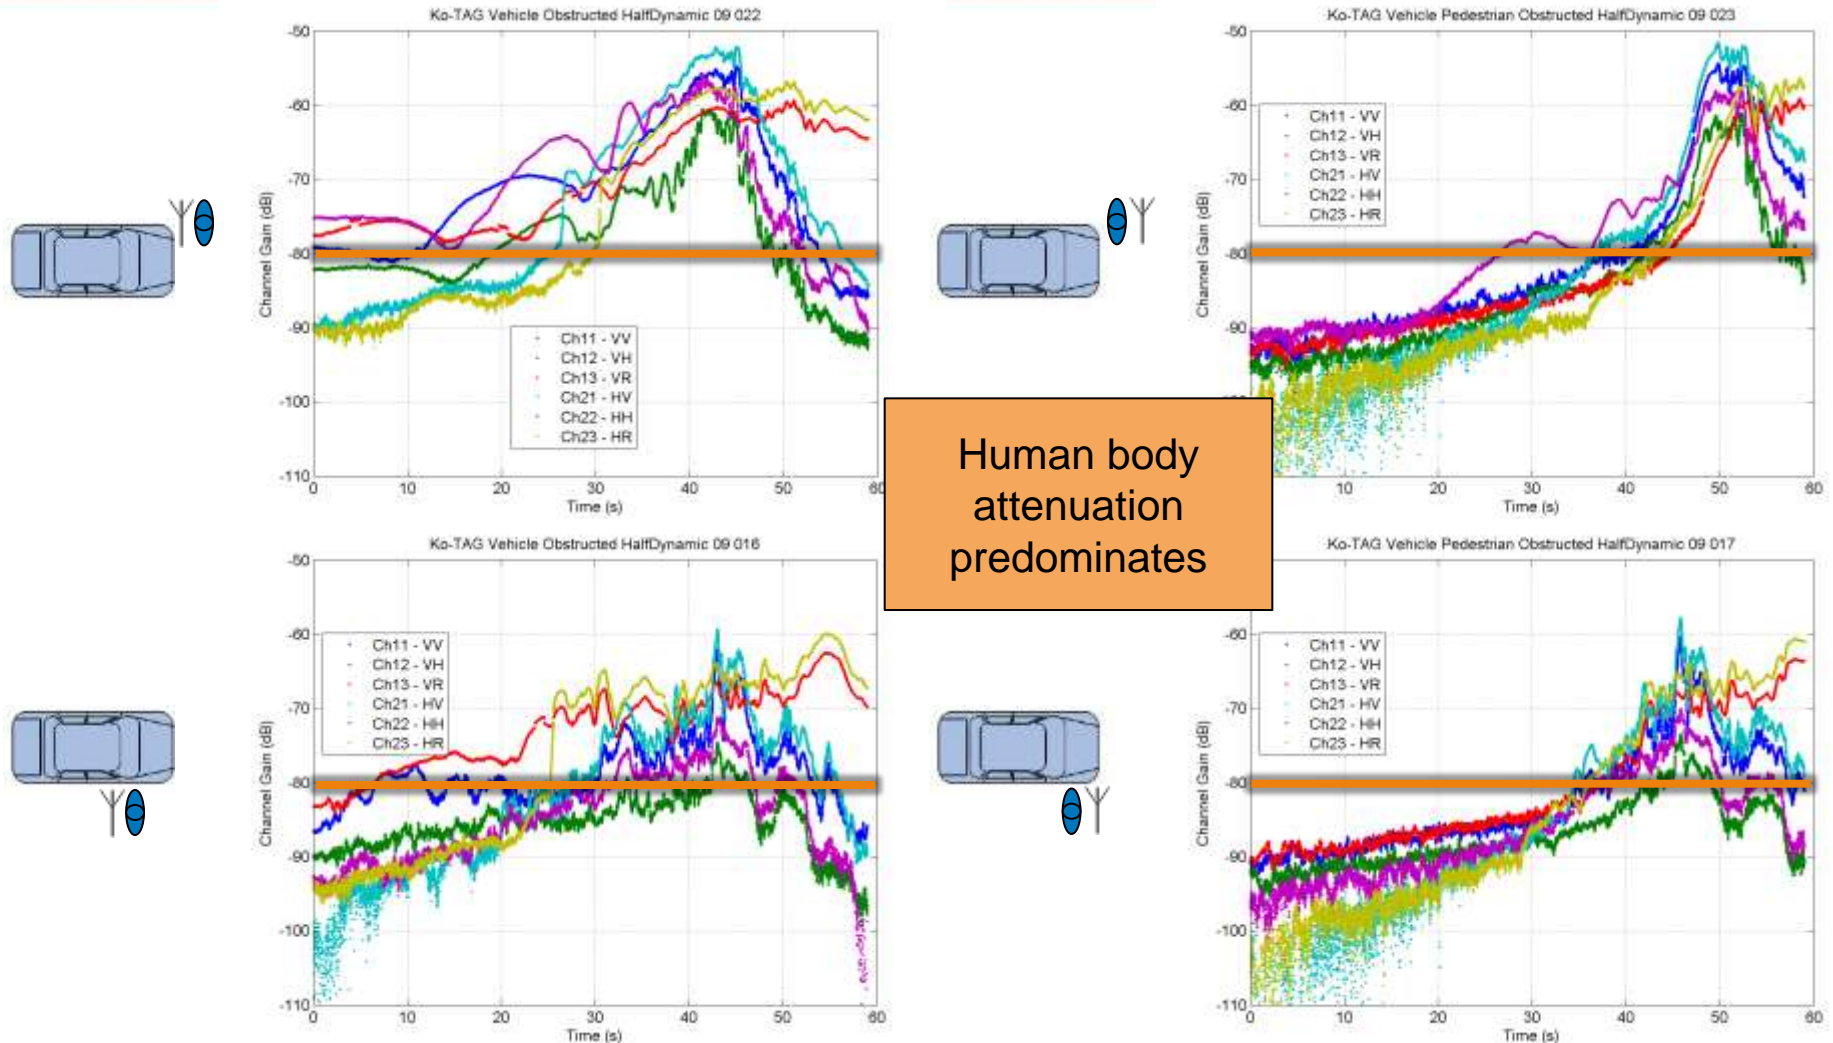 Ko-TAG Vehicle Obstructed HalfDynamic 09 022
-50
-60
-70
-80
-90
-100
-110
Channel Gain (dB)
Ch11 - VV
Ch12 - VH
Ch13 - VR
Ch21 - HV
Ch22 - HH
Ch23 - HR
0 10 20 30 40 50 60
Time (s)
Ko-TAG Vehicle Pedestrian Obstructed HalfDynamic 09 023
-50
-60
-70
-80
-90
Channel Gain (dB)
Ch11 - VV
Ch12 - VH
Ch13 - VR
Ch21 - HV
Ch22 - HH
Ch23 - HR
-110
10 20 30 40 50 60
Time (s)
Human body
attenuation
predominates
Ko-TAG Vehicle Obstructed HalfDynamic 09 016
-50
-60
-70
-80
-90
-100
-110
Channel Gain (dB)
Ch11 - VV
Ch12 - VH
Ch13 - VR
Ch21 - HV
Ch22 - HH
Ch23 - HR
0 10 20 30 40 50 60
Time (s)
Ko-TAG Vehicle Pedestrian Obstructed HalfDynamic 09 017
-60
-70
-80
-90
-100
-110
Channel Gain (dB)
Ch11 - VV
Ch12 - VH
Ch13 - VR
Ch21 - HV
Ch22 - HH
Ch23 - HR
0 10 20 30 40 50 60
Time (s)